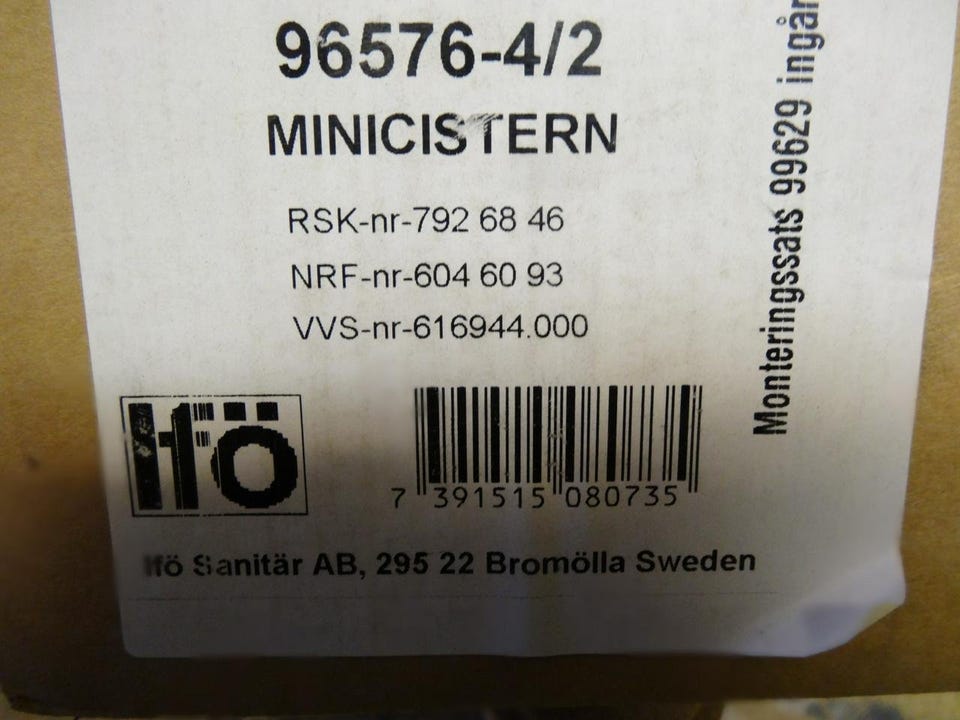 96576-4/2
MINICISTERN
RSK-nr-792 68 46
NRF-nr-604 60 93
VVS-nr-616944.000
Monteringssats 99629 ingår
Ifö
7 391515 080735
Ifö Sanitär AB, 295 22 Bromölla Sweden